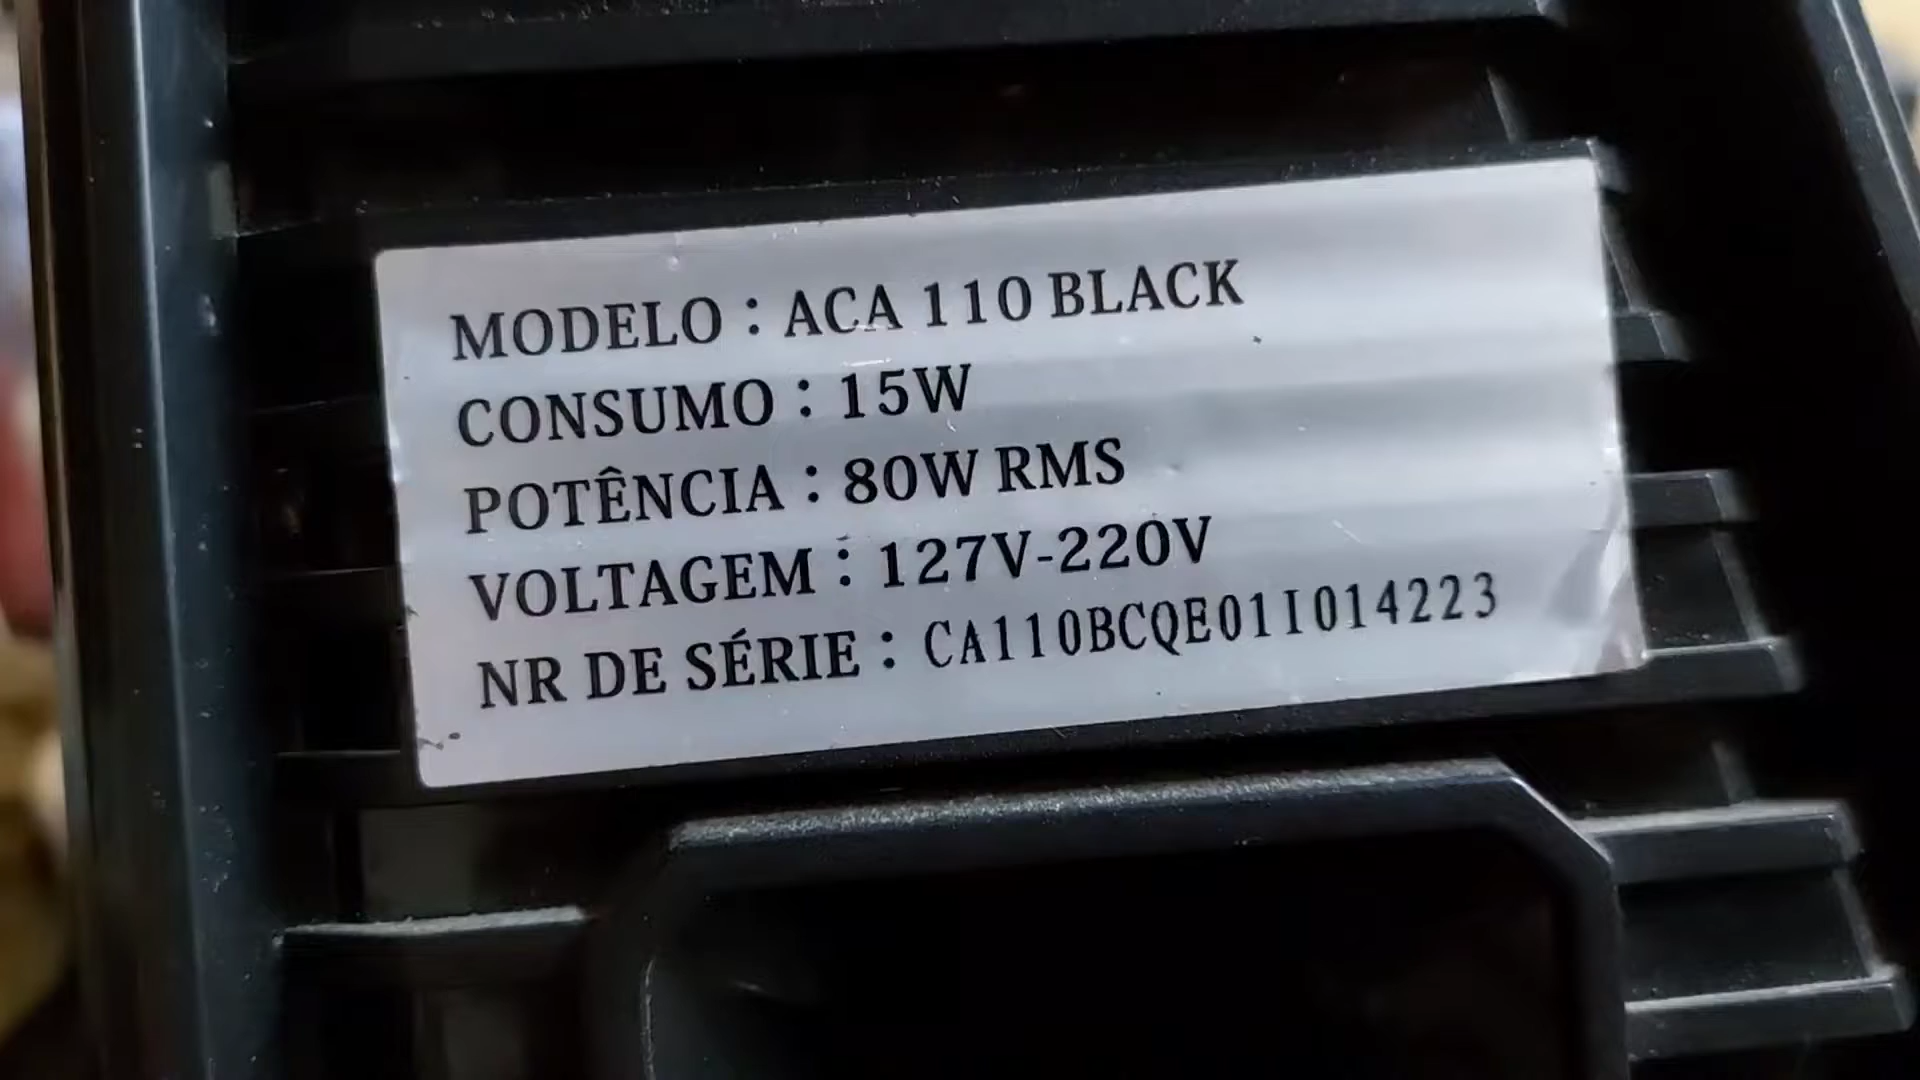 MODELO : ACA 110 BLACK
CONSUMO : 15W
POTÊNCIA : 80W RMS
VOLTAGEM : 127V-220V
NR DE SÉRIE : CA110BCQE01I014223